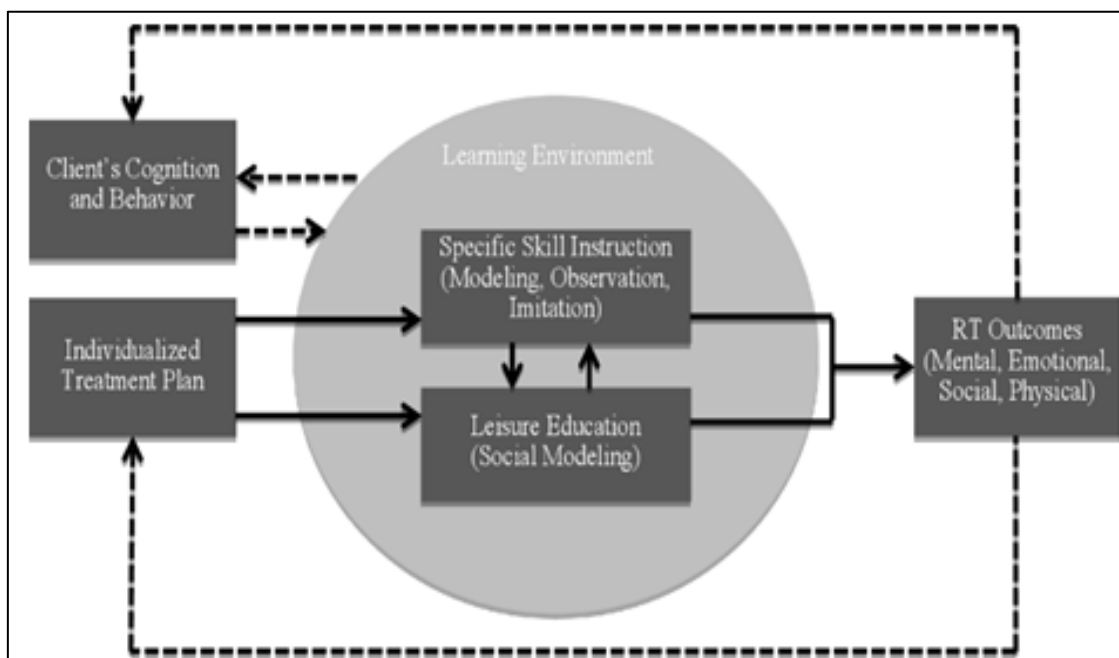 Learning Environment
Client's Cognition
and Behavior
Specific Skill Instruction
(Modeling, Observation,
Imitation)
Individualized
Treatment Plan
Leisure Education
(Social Modeling)
RT Outcomes
(Mental, Emotional,
Social, Physical)